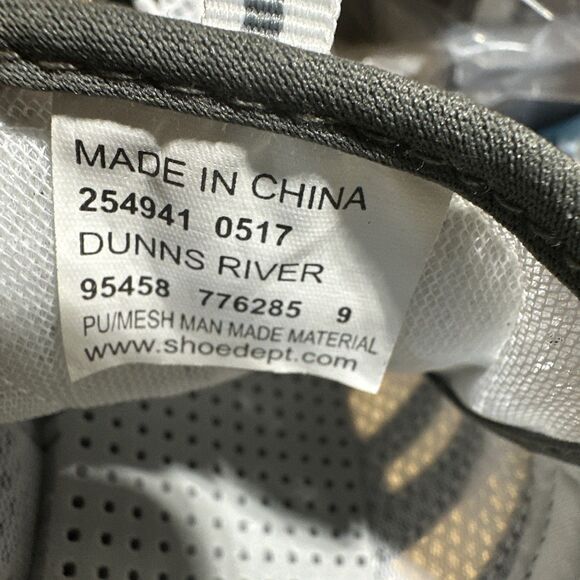 MADE IN CHINA
254941 0517
DUNNS RIVER
95458 776285 9
PU/MESH MAN MADE MATERIAL
www.shoedept.com